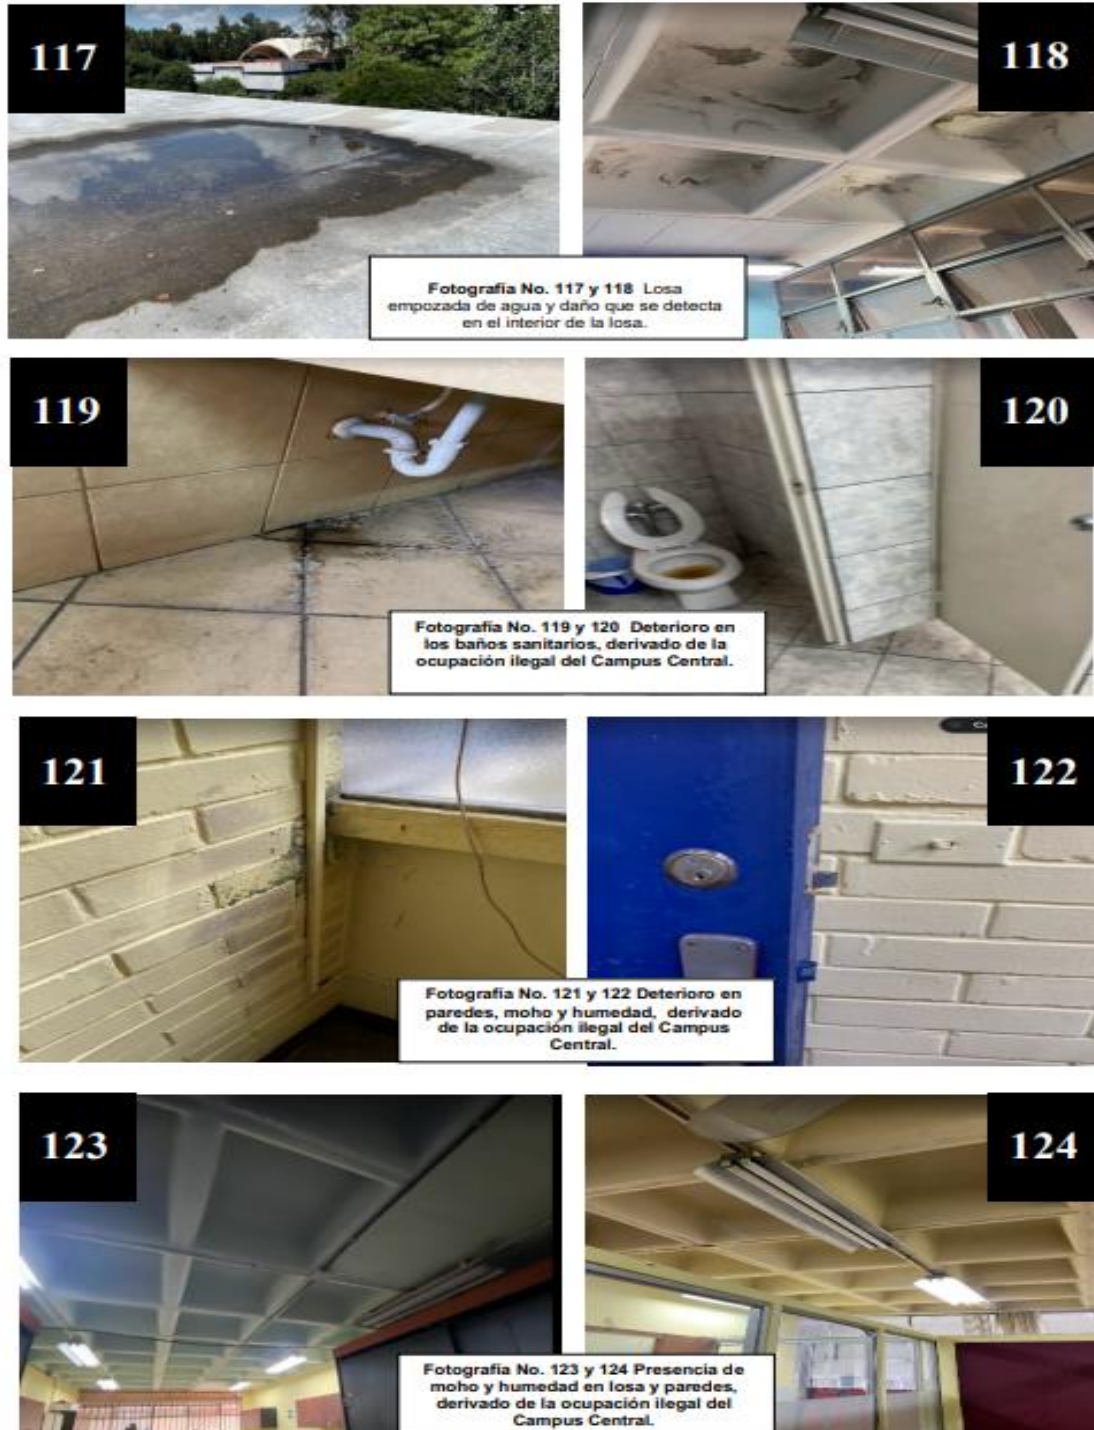 117
118
Fotografía No. 117 y 118 Losa
empozada de agua y daño que se detecta
en el interior de la losa.
119
120
Fotografía No. 119 y 120 Deterioro en
los baños sanitarios, derivado de la
ocupación ilegal del Campus Central.
121
122
Fotografía No. 121 y 122 Deterioro en
paredes, moho y humedad, derivado
de la ocupación ilegal del Campus
Central.
123
124
Fotografía No. 123 y 124 Presencia de
moho y humedad en losa y paredes,
derivado de la ocupación ilegal del
Campus Central.